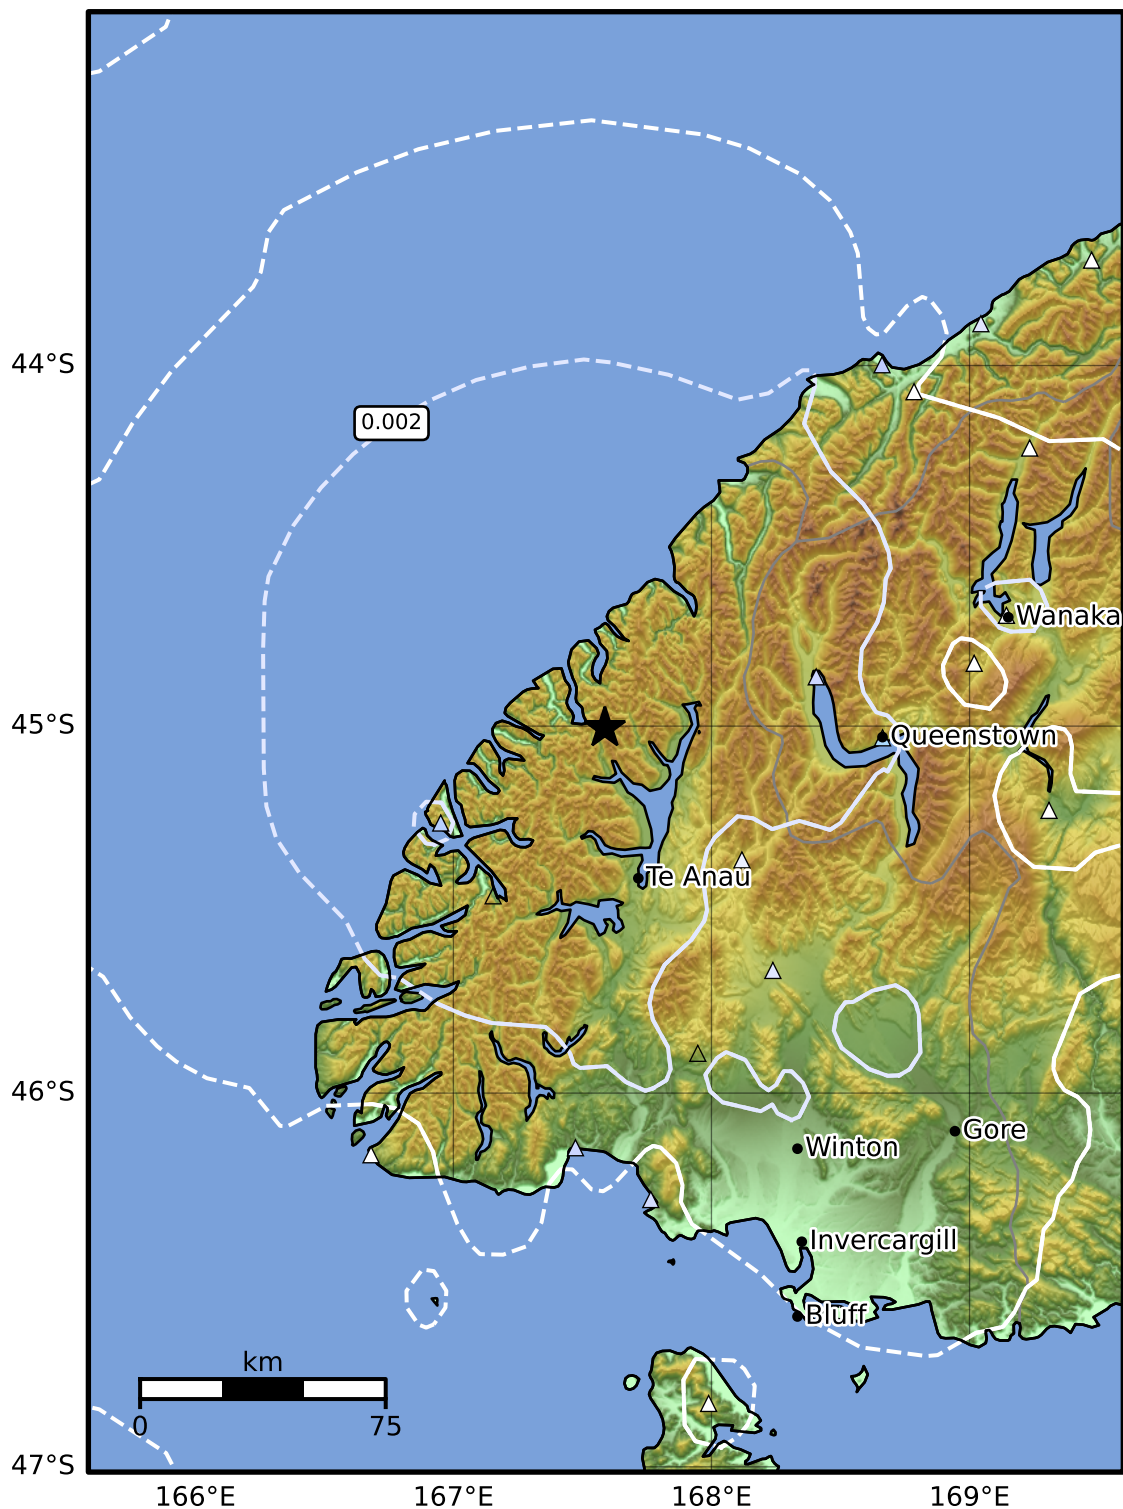 44°S
0.002
Wanaka
45°S
Queenstown
Te Anau
46°S
Gore
Winton
Invercargill
Bluff
km
0 75
47°S
166°E 167°E 168°E 169°E